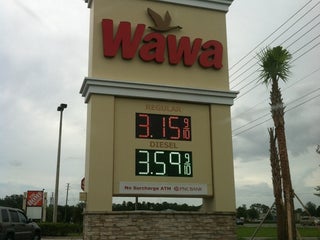 Wawa
REGULAR
3.15 9/10
DIESEL
3.59 9/10
No Surcharge ATM PNC BANK